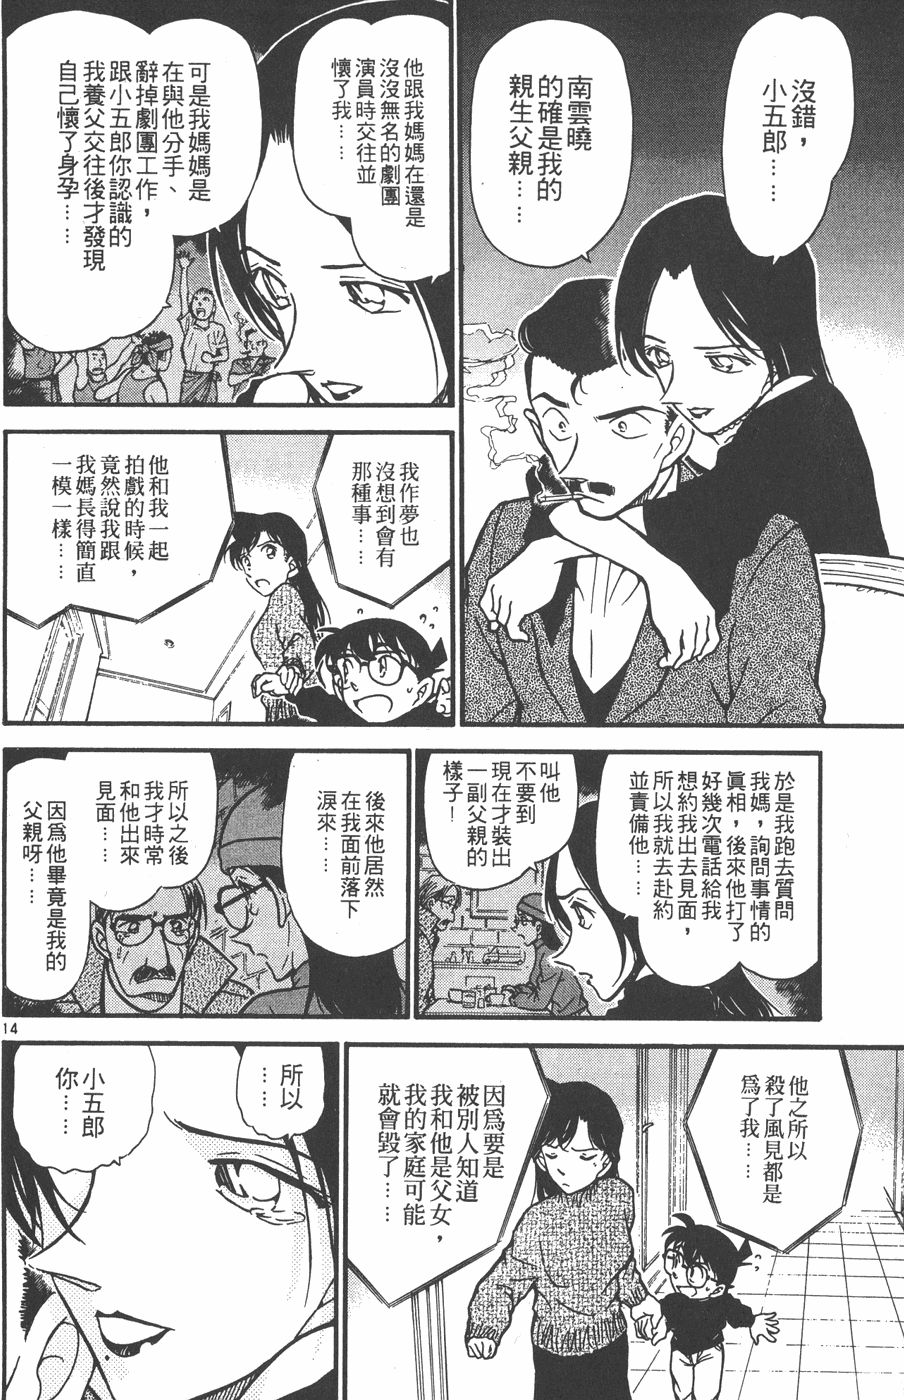 沒錯，
小五郎……
南雲曉
的確是我的
親生父親……
他跟我媽媽在還是
沒沒無名的劇團
演員時交往並
懷了我…
可是我媽媽是
在與他分手、
辭掉劇團工作，
跟小五郎你認識的
我養父交往後才發現
自己懷了身孕……
我作夢也
沒想到會有
那種事……
他和我一起
拍戲的時候，
竟然說我跟
我媽長得簡直
一模一樣……
於是我跑去質問
我媽，詢問事情的
真相，後來他打了
好幾次電話給我
想約我出去見面
所以我就去赴約，
並責備他……
叫他
不要到
現在才裝出
一副父親的
樣子！
後來他居然
在我面前落下
淚來……
所以之後
我才時常
和他出來
見面……
因為他畢竟是我的
父親呀……
14
他之所以
殺了風見都是
為了我……
因為要是
被別人知道
我和他是父女，
我的家庭可能
就會毀了……
所以
……
小五郎
你……